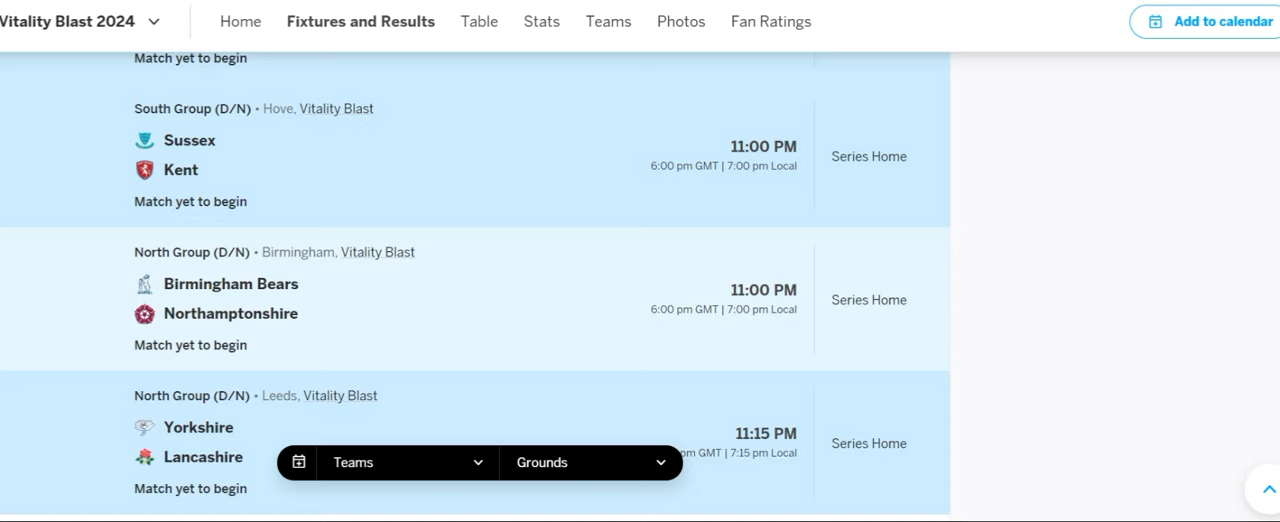 Vitality Blast 2024
Home
Fixtures and Results
Table
Stats
Teams
Photos
Fan Ratings
Add to calendar
Match yet to begin
South Group (D/N) • Hove, Vitality Blast
Sussex
Kent
Match yet to begin
11:00 PM
6:00 pm GMT | 7:00 pm Local
Series Home
North Group (D/N) • Birmingham, Vitality Blast
Birmingham Bears
Northamptonshire
Match yet to begin
11:00 PM
6:00 pm GMT | 7:00 pm Local
Series Home
North Group (D/N) • Leeds, Vitality Blast
Yorkshire
Lancashire
Match yet to begin
11:15 PM
pm GMT | 7:15 pm Local
Series Home
Teams
Grounds